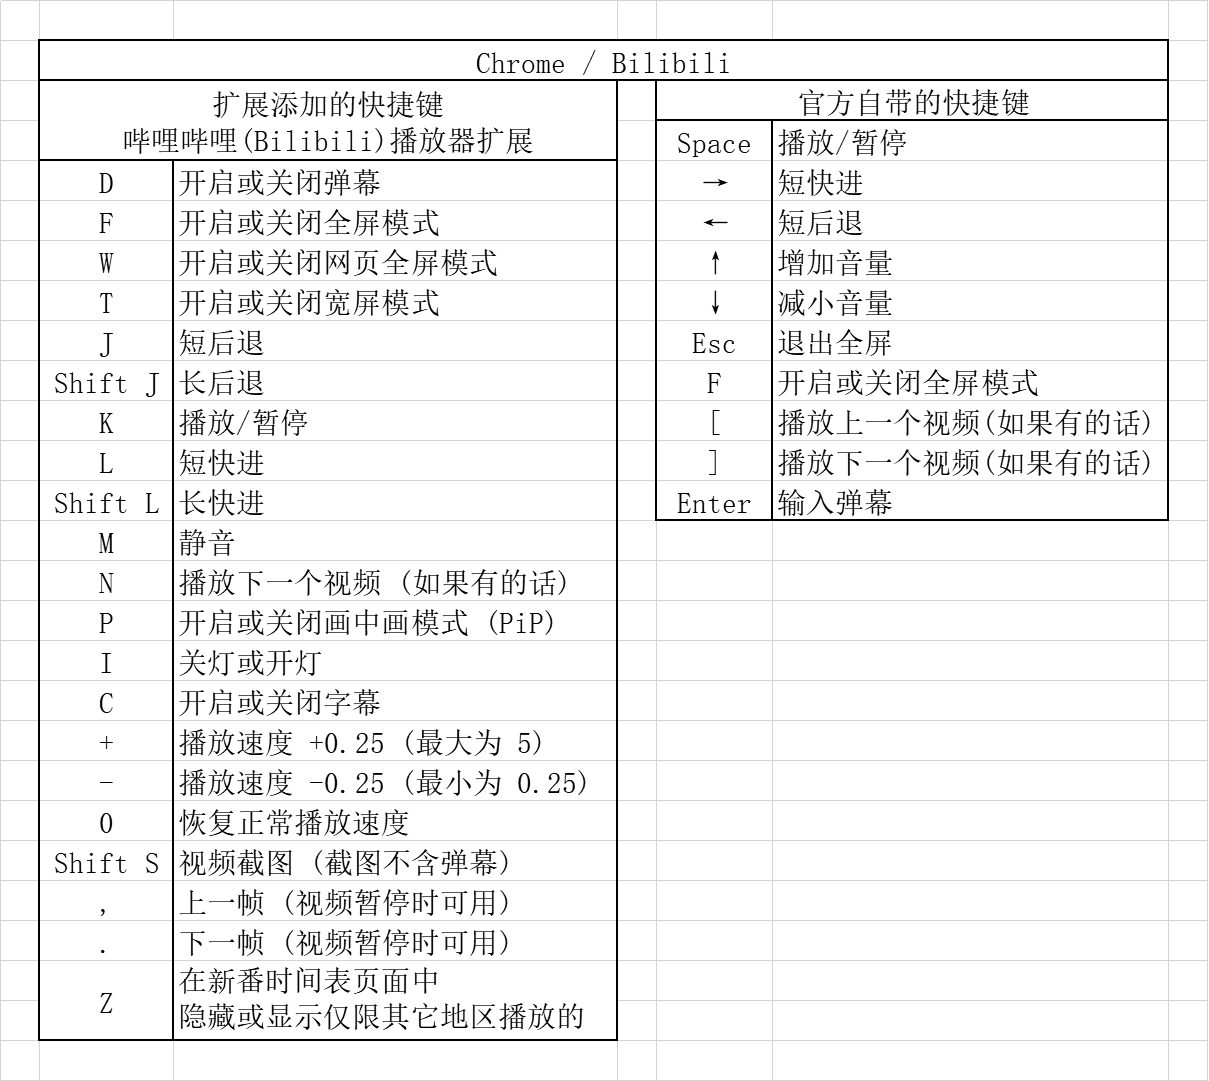 Chrome / Bilibili
扩展添加的快捷键
哔哩哔哩(Bilibili)播放器扩展
D 开启或关闭弹幕
F 开启或关闭全屏模式
W 开启或关闭网页全屏模式
T 开启或关闭宽屏模式
J 短后退
Shift J 长后退
K 播放/暂停
L 短快进
Shift L 长快进
M 静音
N 播放下一个视频 (如果有的话)
P 开启或关闭画中画模式 (PiP)
I 关灯或开灯
C 开启或关闭字幕
+ 播放速度 +0.25 (最大为 5)
- 播放速度 -0.25 (最小为 0.25)
0 恢复正常播放速度
Shift S 视频截图 (截图不含弹幕)
, 上一帧 (视频暂停时可用)
. 下一帧 (视频暂停时可用)
Z 在新番时间表页面中
隐藏或显示仅限其它地区播放的
官方自带的快捷键
Space 播放/暂停
→ 短快进
← 短后退
↑ 增加音量
↓ 减小音量
Esc 退出全屏
F 开启或关闭全屏模式
[ 播放上一个视频(如果有的话)
] 播放下一个视频(如果有的话)
Enter 输入弹幕